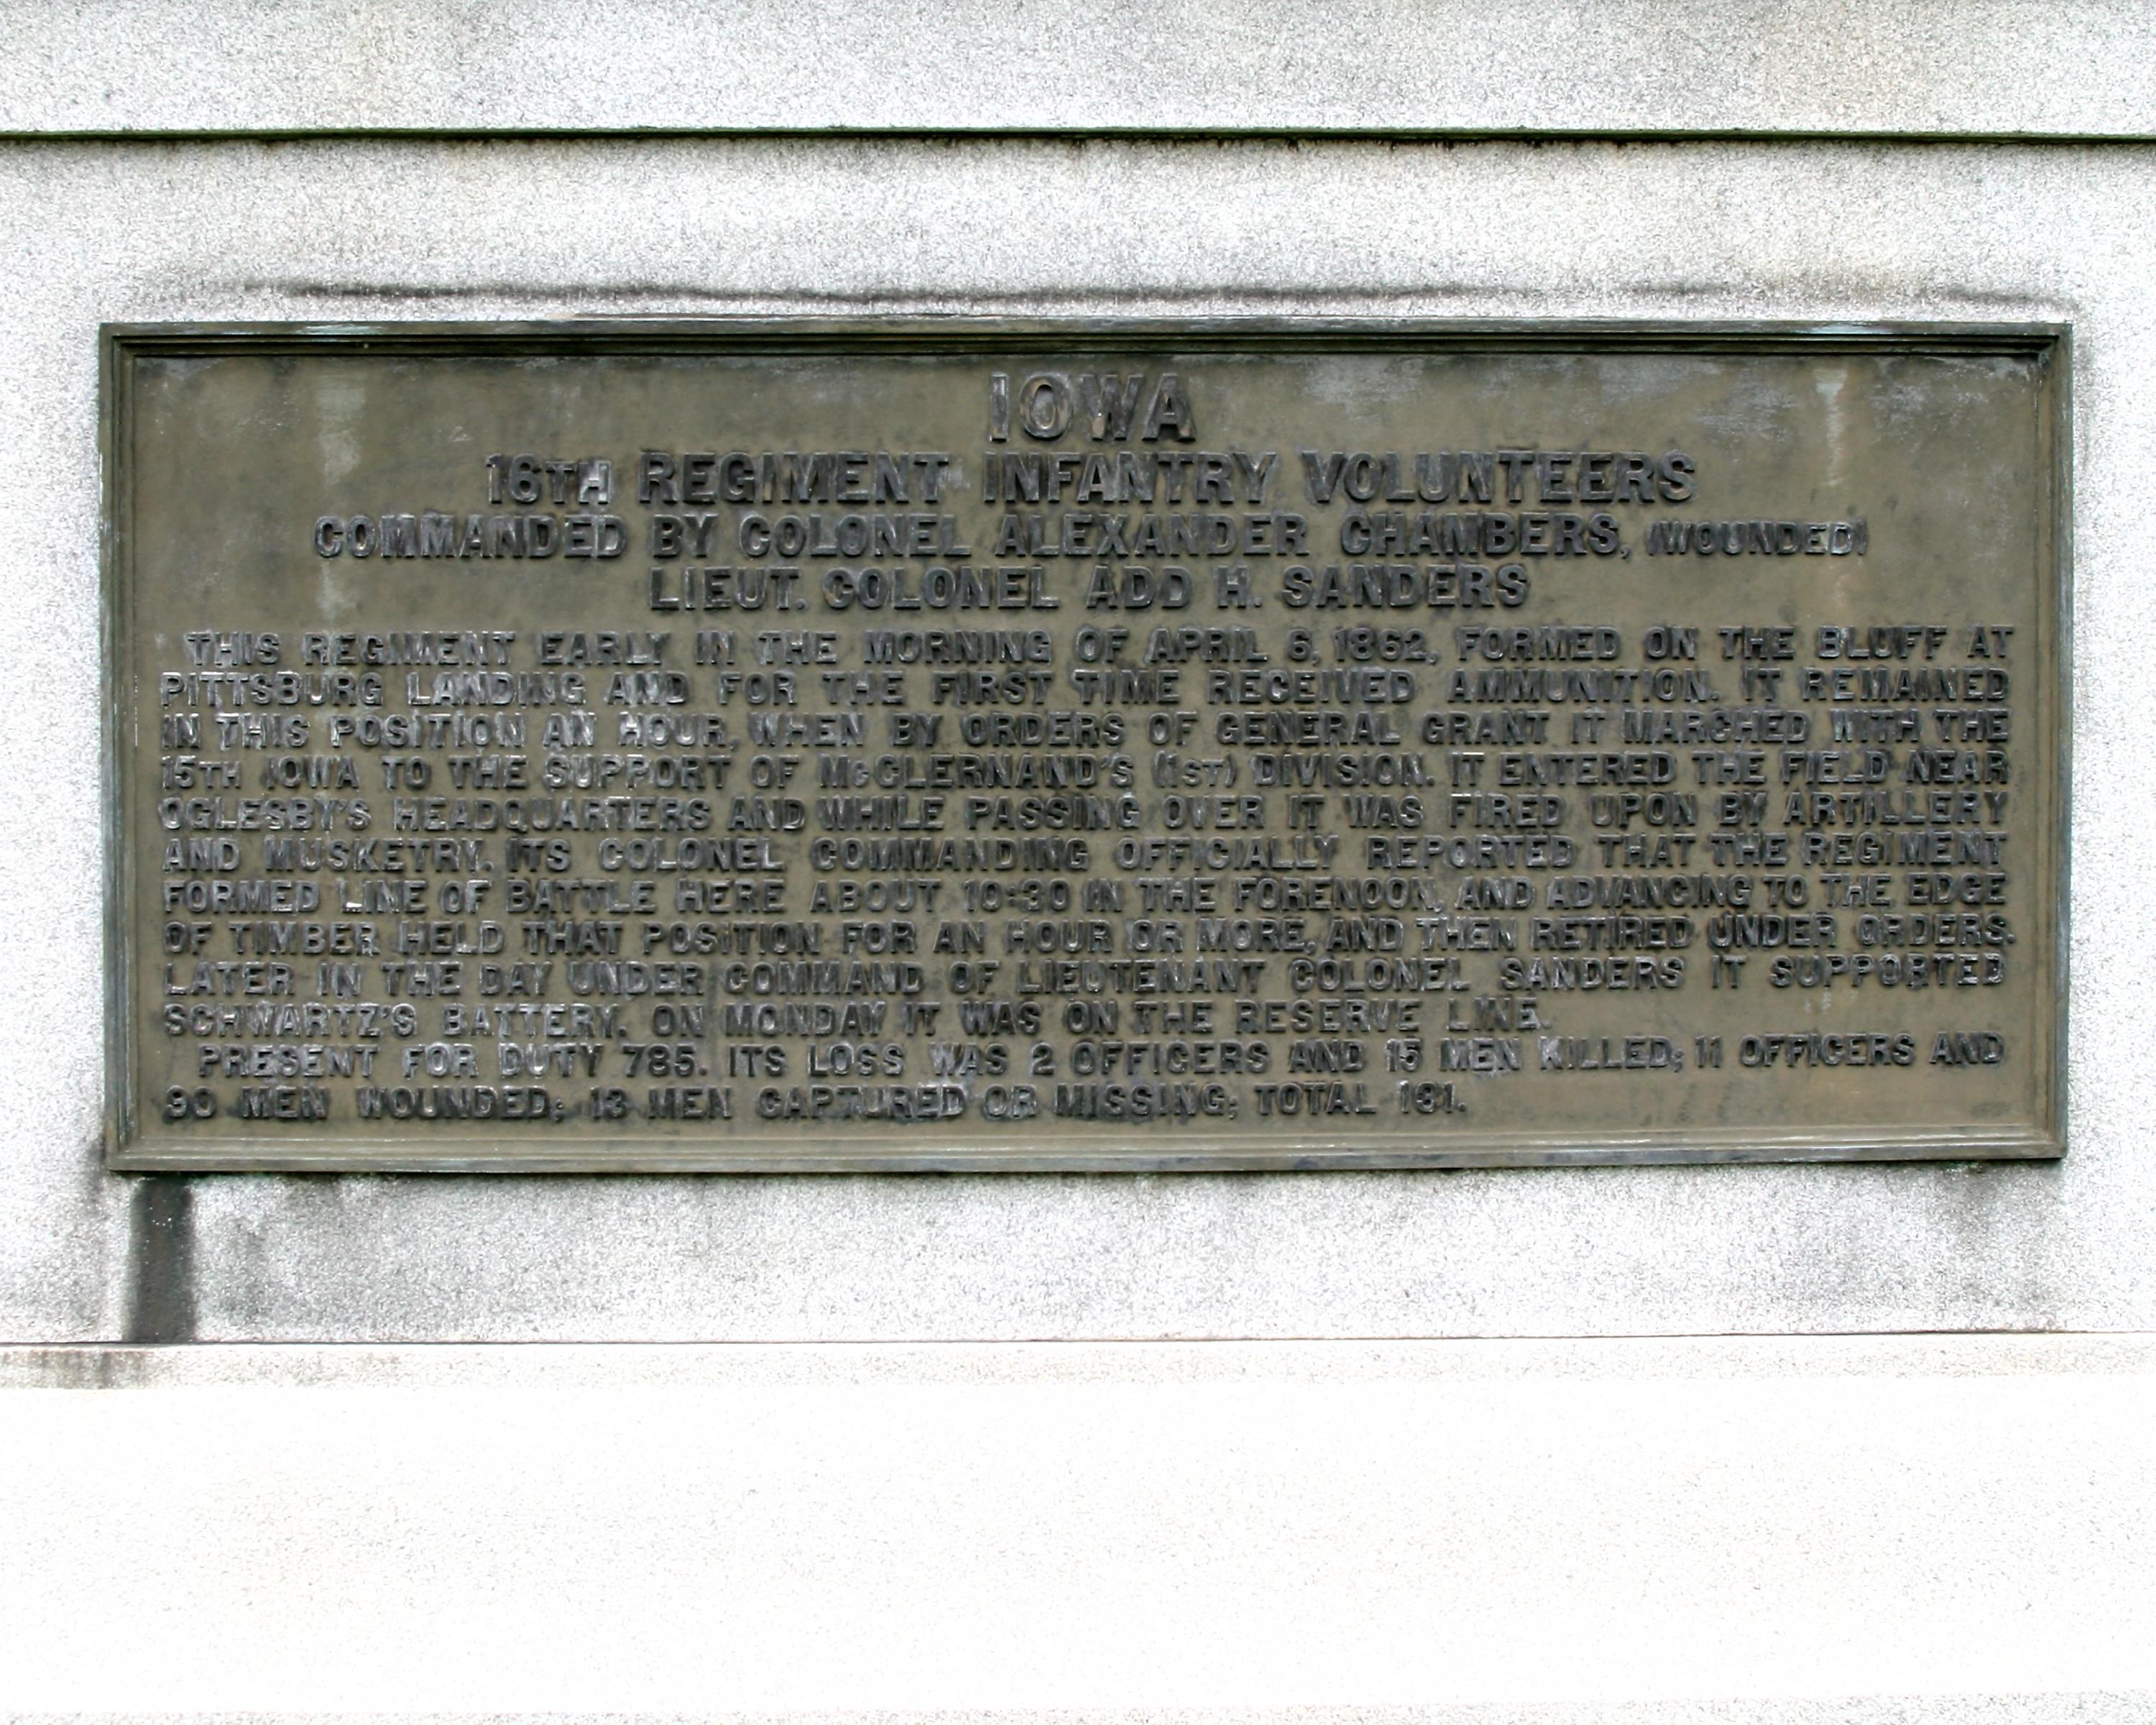 IOWA
16TH REGIMENT INFANTRY VOLUNTEERS
COMMANDED BY COLONEL ALEXANDER CHAMBERS, (WOUNDED)
LIEUT. COLONEL ADD H. SANDERS
THIS REGIMENT EARLY IN THE MORNING OF APRIL 6, 1862, FORMED ON THE BLUFF AT
PITTSBURG LANDING AND FOR THE FIRST TIME RECEIVED AMMUNITION. IT REMAINED
IN THIS POSITION AN HOUR, WHEN BY ORDERS OF GENERAL GRANT IT MARCHED WITH THE
15TH IOWA TO THE SUPPORT OF McCLERNAND'S (1ST) DIVISION. IT ENTERED THE FIELD NEAR
OGLESBY'S HEADQUARTERS AND WHILE PASSING OVER IT WAS FIRED UPON BY ARTILLERY
AND MUSKETRY. ITS COLONEL COMMANDING OFFICIALLY REPORTED THAT THE REGIMENT
FORMED LINE OF BATTLE HERE ABOUT 10:30 IN THE FORENOON, AND ADVANCING TO THE EDGE
OF TIMBER HELD THAT POSITION FOR AN HOUR OR MORE, AND THEN RETIRED UNDER ORDERS.
LATER IN THE DAY UNDER COMMAND OF LIEUTENANT COLONEL SANDERS IT SUPPORTED
SCHWARTZ'S BATTERY. ON MONDAY IT WAS ON THE RESERVE LINE.
PRESENT FOR DUTY 785. ITS LOSS WAS 2 OFFICERS AND 15 MEN KILLED; 11 OFFICERS AND
90 MEN WOUNDED; 13 MEN CAPTURED OR MISSING; TOTAL 131.